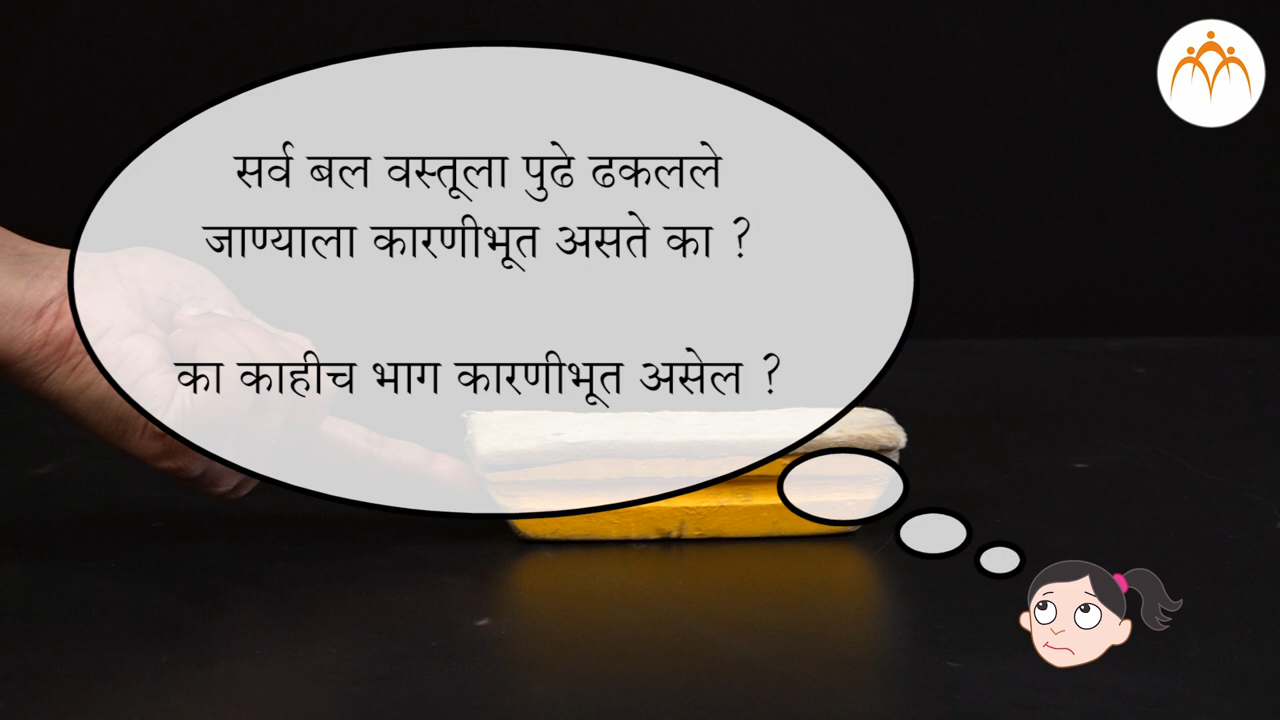 सर्व बल वस्तूला पुढे ढकलले
जाण्याला कारणीभूत असते का ?
का काहीच भाग कारणीभूत असेल ?